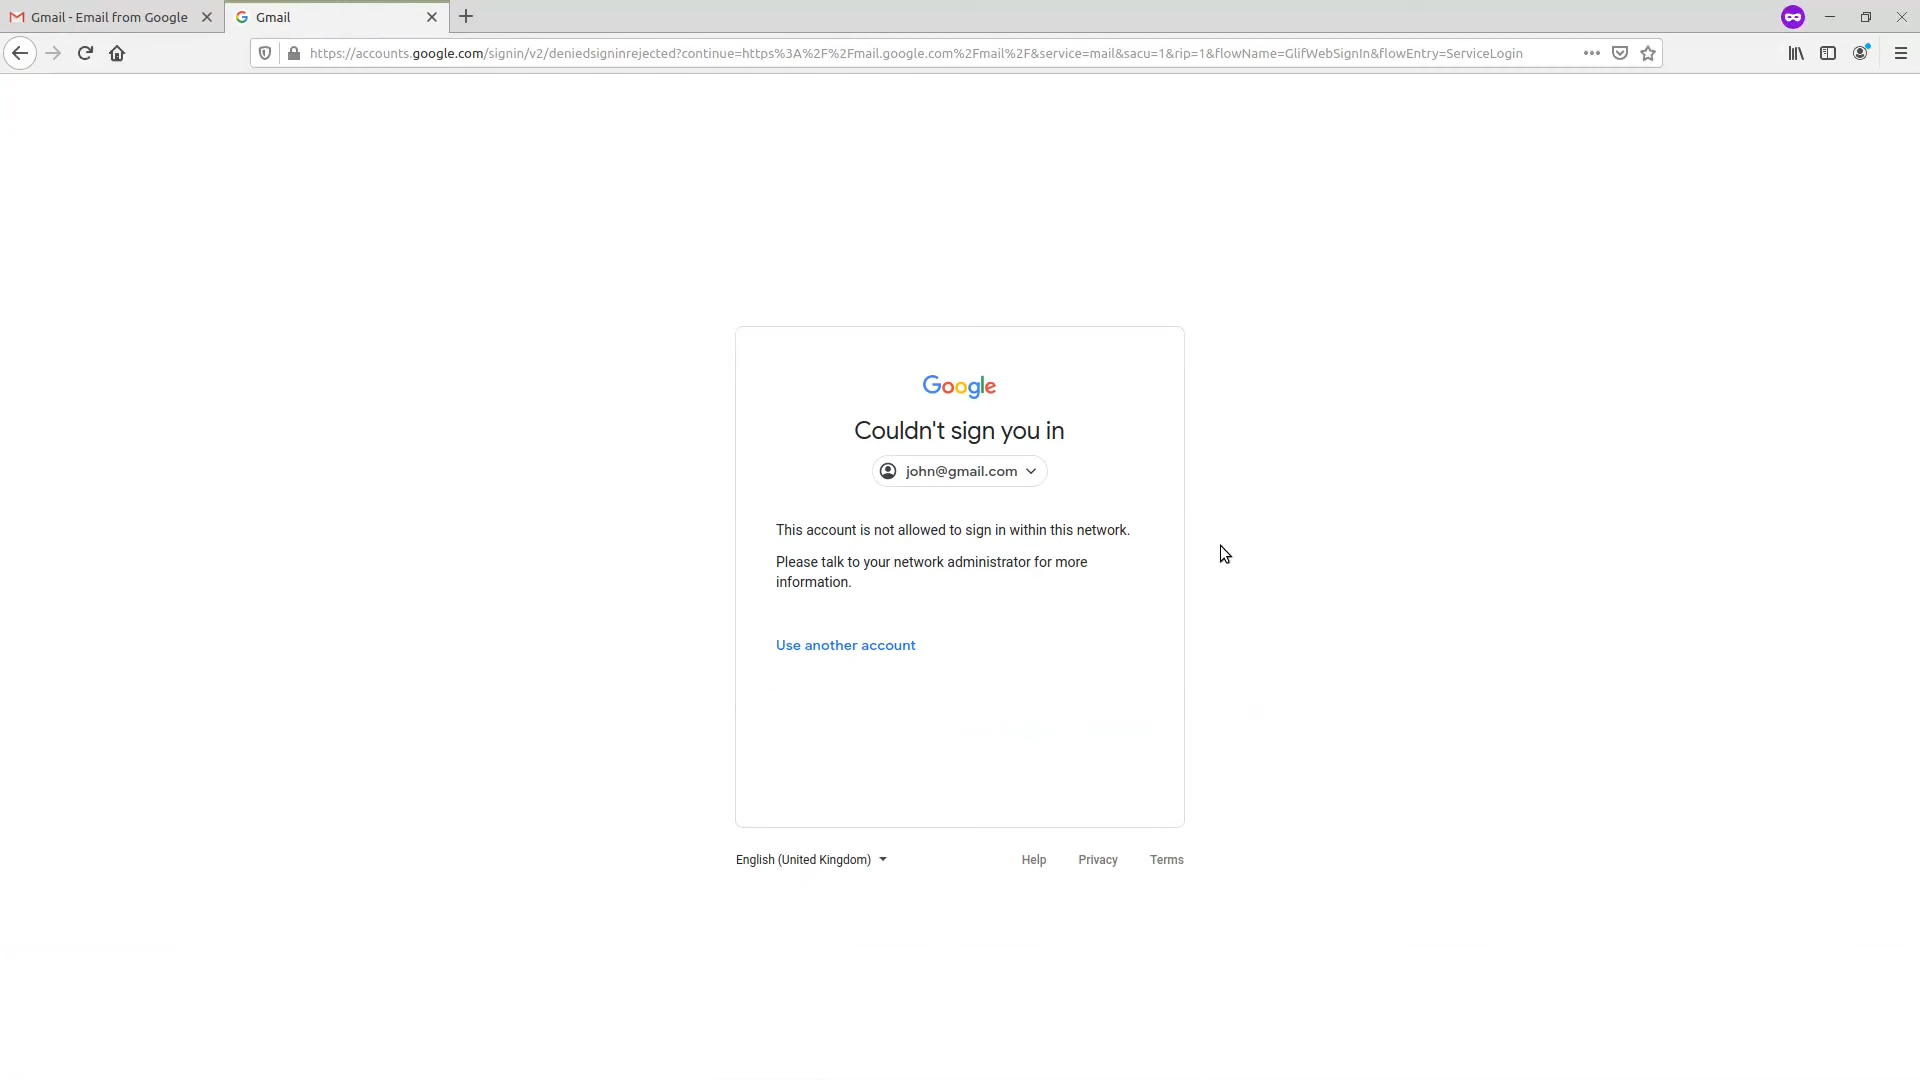 Gmail - Email from Google
Gmail
https://accounts.google.com/signin/v2/deniedsigninrejected?continue=https%3A%2F%2Fmail.google.com%2Fmail%2F&service=mail&sacu=1&rip=1&flowName=GlifWebSignIn&flowEntry=ServiceLogin
Google
Couldn't sign you in
john@gmail.com
This account is not allowed to sign in within this network.
Please talk to your network administrator for more
information.
Use another account
English (United Kingdom)
Help
Privacy
Terms